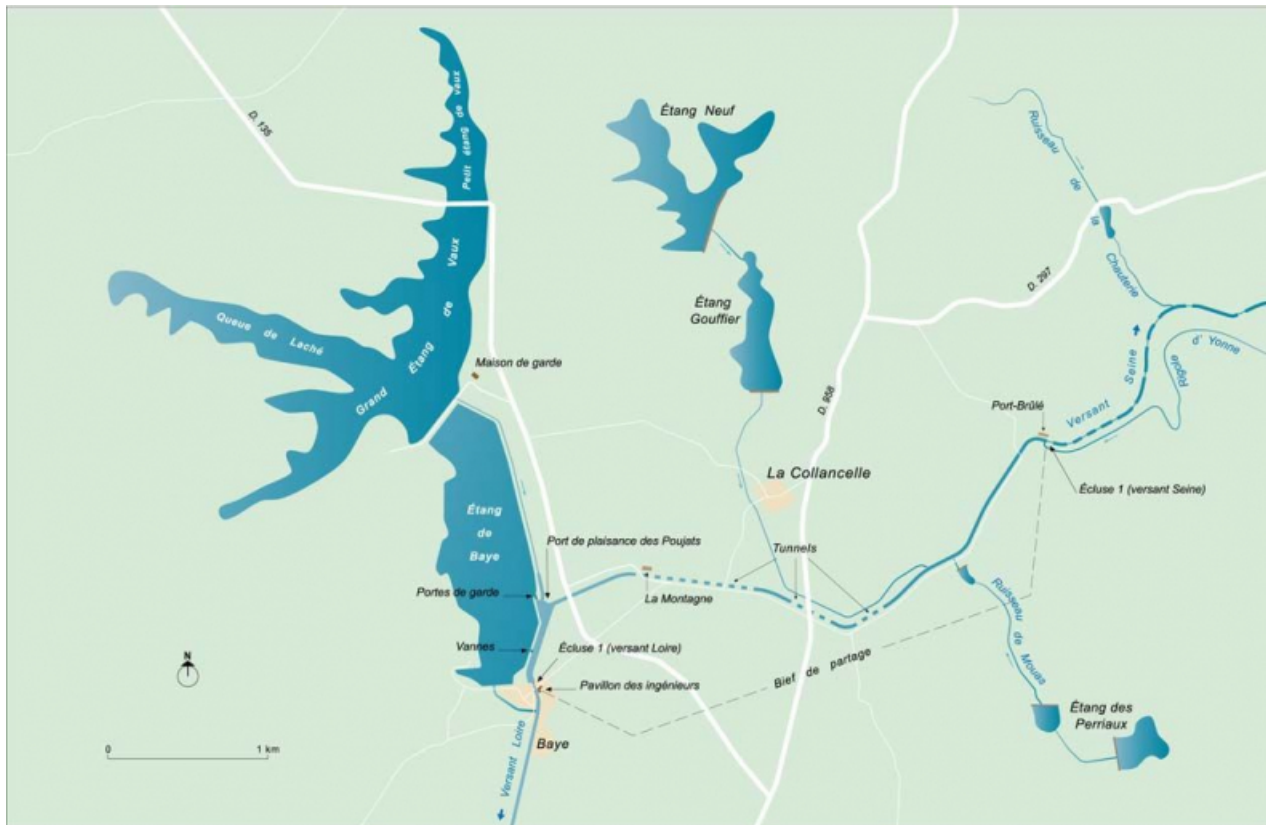 D. 135
Petit étang de vaux
Étang Neuf
Ruisseau de la Chauterie
Grand Étang de Vaux
Queue de Laché
Étang
Gouffier
D. 297
Maison de garde
D. 958
Versant Seine
Rigole d' Yonne
Port-Brûlé
La Collancelle
Écluse 1 (versant Seine)
Étang
de
Baye
Port de plaisance des Poujats
Tunnels
Portes de garde
La Montagne
Vannes
Écluse 1 (versant Loire)
Ruisseau de Mouas
Bief de partage
N
Pavillon des ingénieurs
Étang des
Perriaux
0 1 km
Baye
Versant Loire